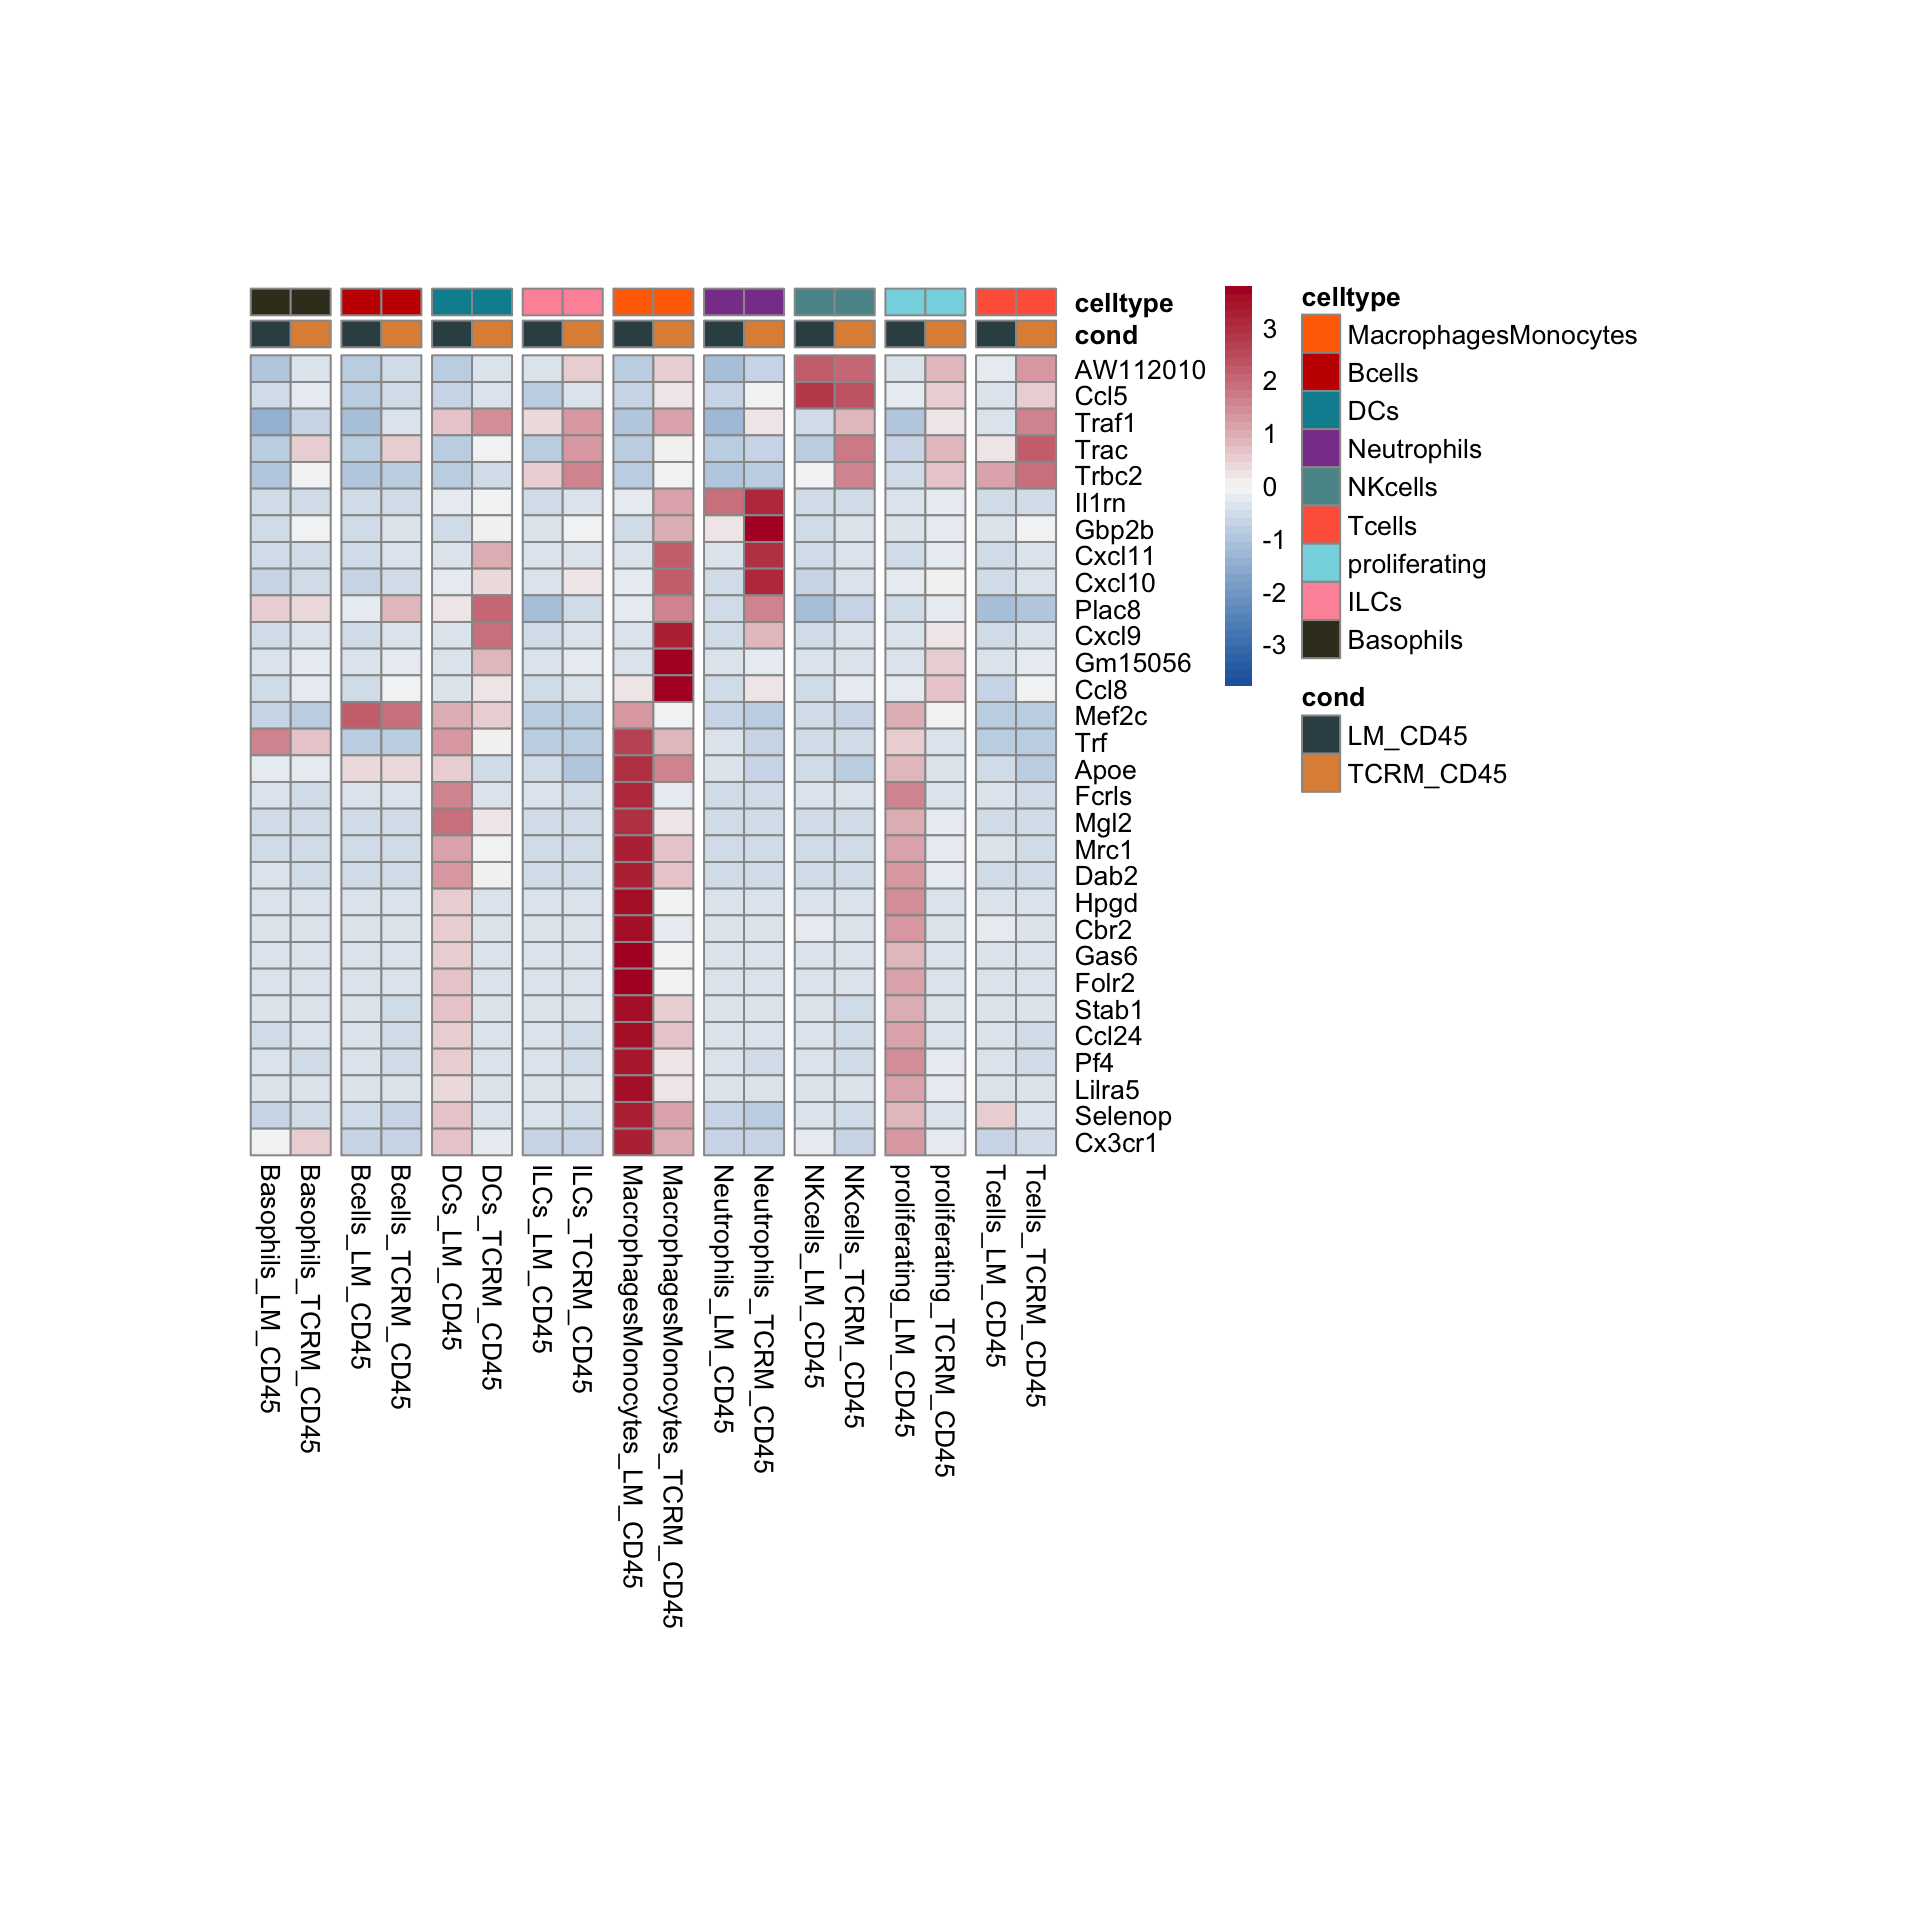 celltype
cond
AW112010
Ccl5
Traf1
Trac
Trbc2
Il1rn
Gbp2b
Cxcl11
Cxcl10
Plac8
Cxcl9
Gm15056
Ccl8
Mef2c
Trf
Apoe
Fcrls
Mgl2
Mrc1
Dab2
Hpgd
Cbr2
Gas6
Folr2
Stab1
Ccl24
Pf4
Lilra5
Selenop
Cx3cr1
Basophils_LM_CD45
Basophils_TCRM_CD45
Bcells_LM_CD45
Bcells_TCRM_CD45
DCs_LM_CD45
DCs_TCRM_CD45
ILCs_LM_CD45
ILCs_TCRM_CD45
MacrophagesMonocytes_LM_CD45
MacrophagesMonocytes_TCRM_CD45
Neutrophils_LM_CD45
Neutrophils_TCRM_CD45
NKcells_LM_CD45
NKcells_TCRM_CD45
proliferating_LM_CD45
proliferating_TCRM_CD45
Tcells_LM_CD45
Tcells_TCRM_CD45
3
2
1
0
-1
-2
-3
celltype
MacrophagesMonocytes
Bcells
DCs
Neutrophils
NKcells
Tcells
proliferating
ILCs
Basophils
cond
LM_CD45
TCRM_CD45